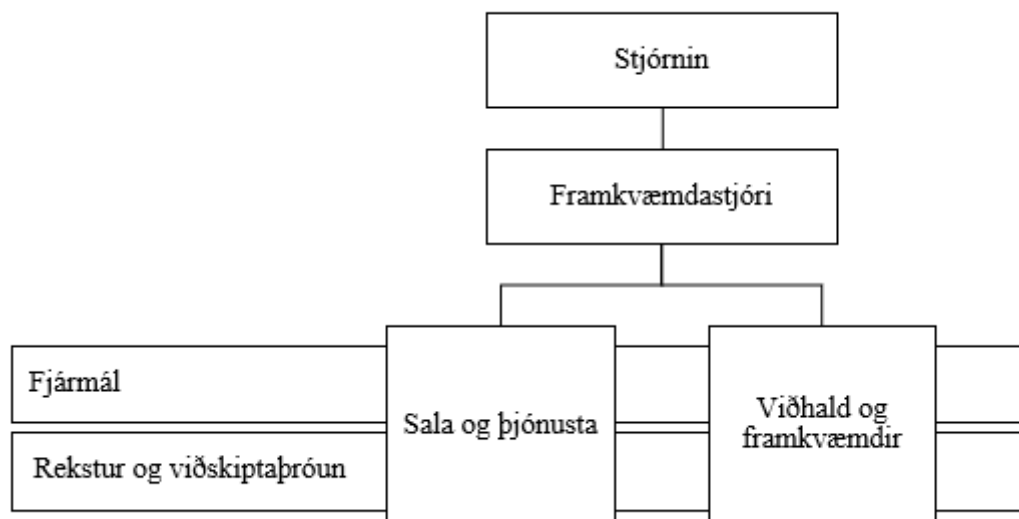 Stjórnin
Framkvæmdastjóri
Fjármál
Sala og þjónusta
Viðhald og
framkvæmdir
Rekstur og viðskiptaþróun